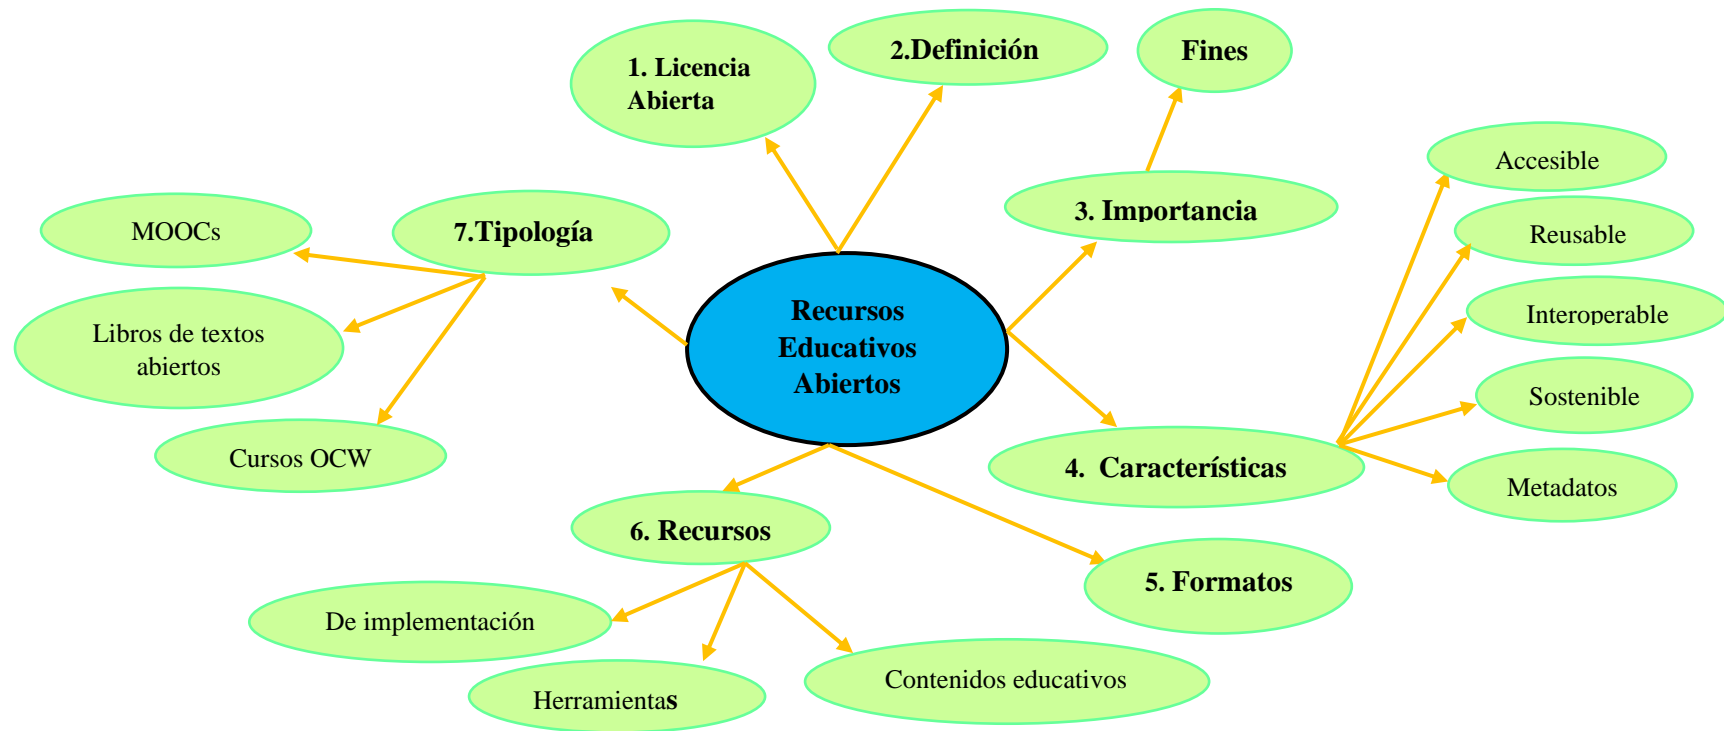 1. Licencia
Abierta
2.Definición
Fines
Accesible
3. Importancia
Reusable
MOOCs
7.Tipología
Interoperable
Recursos
Educativos
Abiertos
Libros de textos
abiertos
Sostenible
Cursos OCW
4. Características
Metadatos
6. Recursos
5. Formatos
De implementación
Herramientas
Contenidos educativos